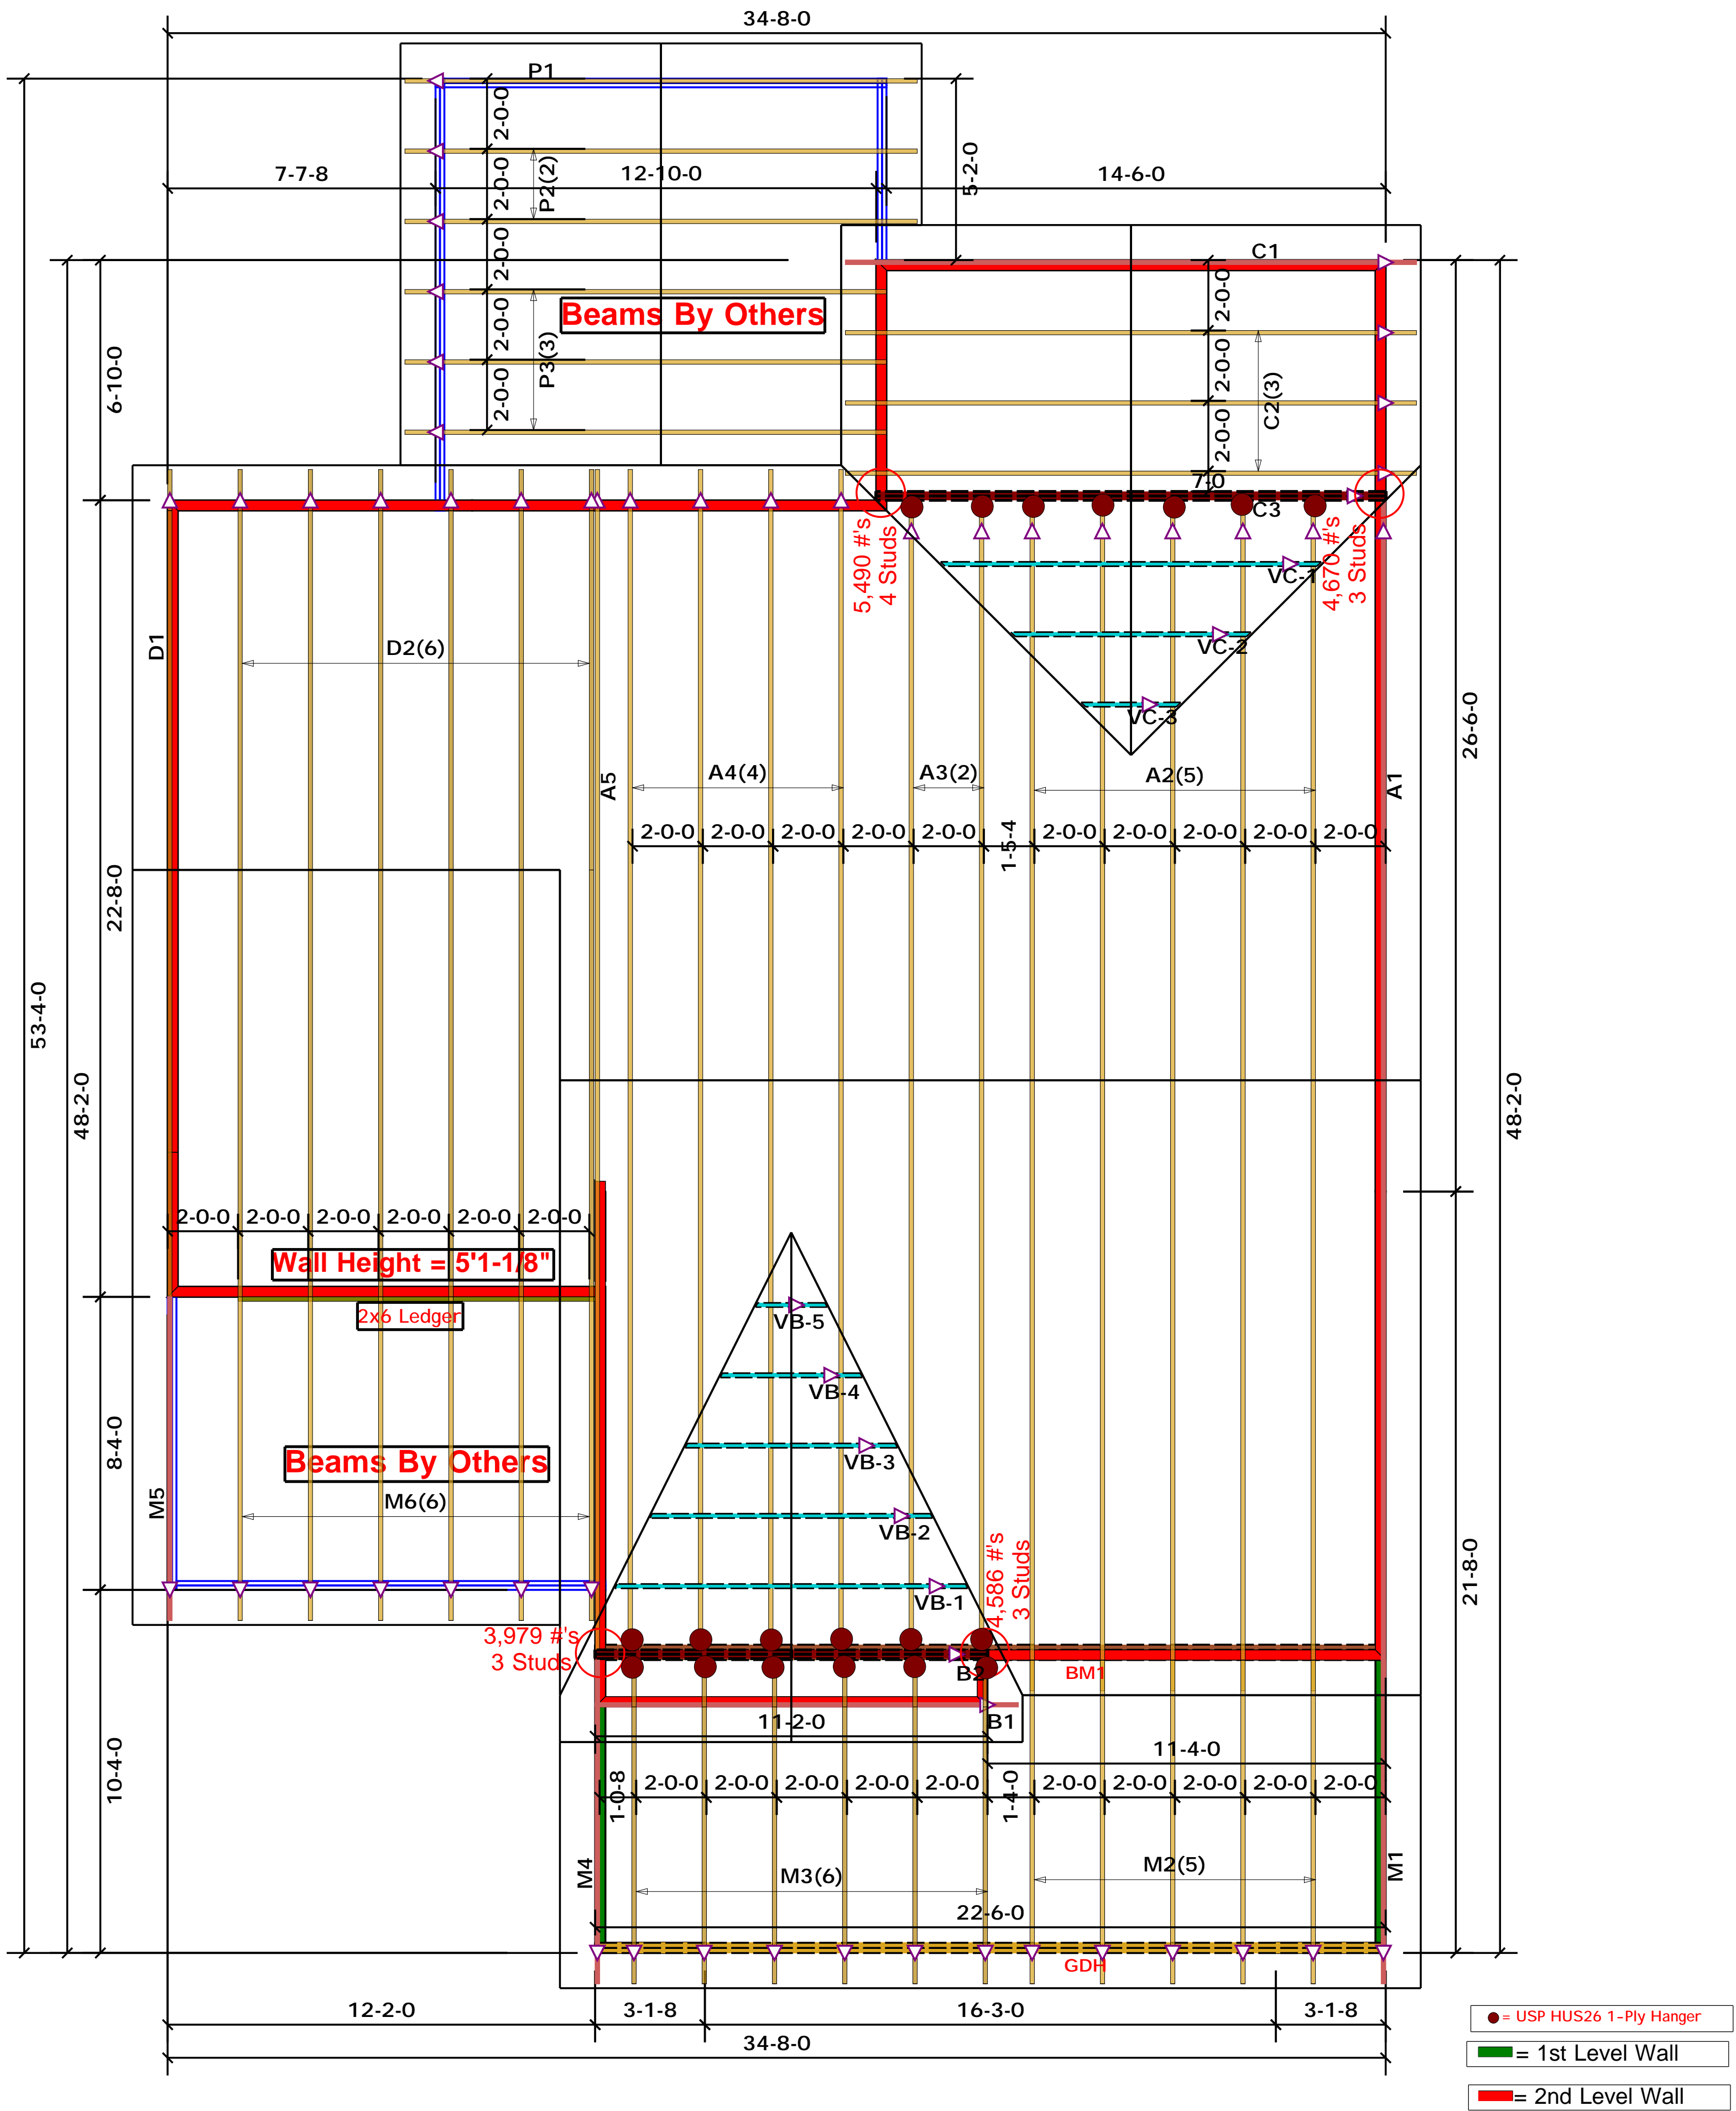 34-8-0
P1
2-0-0
2-0-0
2-0-0
2-0-0
2-0-0
P2(2)
P3(3)
7-7-8
12-10-0
5-2-0
14-6-0
C1
2-0-0
2-0-0
2-0-0
C2(3)
Beams By Others
6-10-0
7-0
C3
5,490 #'s
4 Studs
4,670 #'s
3 Studs
VC-1
VC-2
VC-3
D1
D2(6)
A5
A4(4)
A3(2)
A2(5)
A1
2-0-0
2-0-0
2-0-0
2-0-0
2-0-0
1-5-4
2-0-0
2-0-0
2-0-0
2-0-0
2-0-0
26-6-0
22-8-0
53-4-0
48-2-0
48-2-0
2-0-0
2-0-0
2-0-0
2-0-0
2-0-0
2-0-0
Wall Height = 5'1-1/8"
2x6 Ledger
VB-5
VB-4
VB-3
VB-2
VB-1
8-4-0
Beams By Others
M5
M6(6)
21-8-0
4,586 #'s
3 Studs
3,979 #'s
3 Studs
B2
BM1
B1
11-2-0
11-4-0
10-4-0
1-0-8
2-0-0
2-0-0
2-0-0
2-0-0
2-0-0
1-4-0
2-0-0
2-0-0
2-0-0
2-0-0
2-0-0
M4
M3(6)
M2(5)
M1
22-6-0
GDH
12-2-0
3-1-8
16-3-0
3-1-8
34-8-0
= USP HUS26 1-Ply Hanger
= 1st Level Wall
= 2nd Level Wall